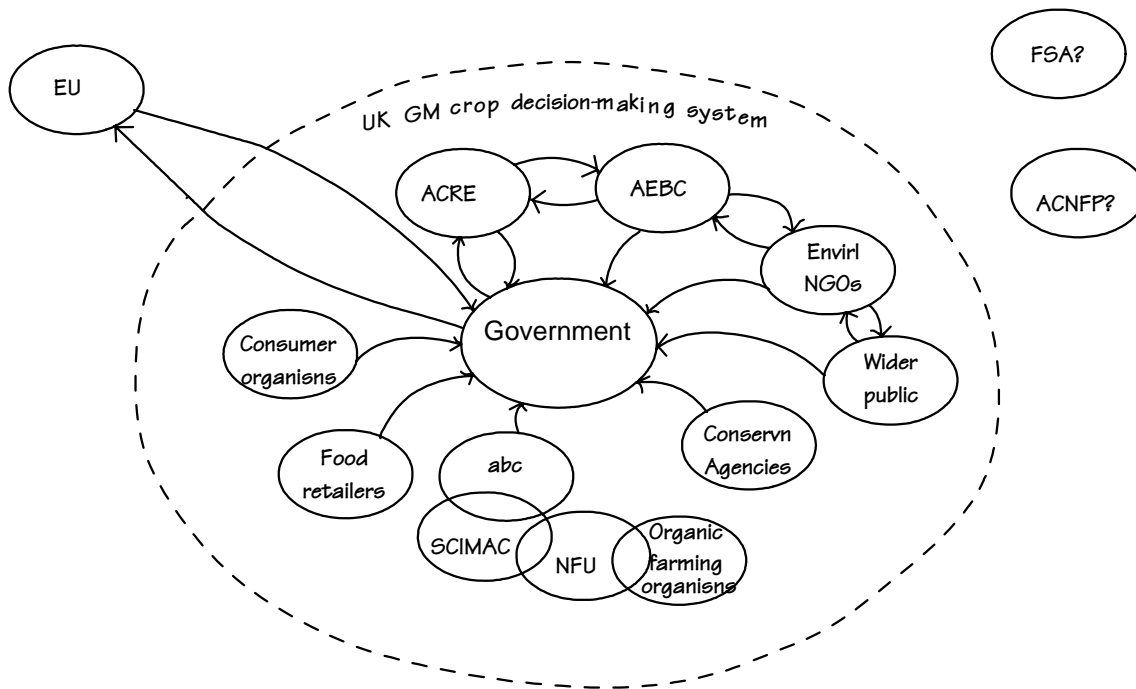 EU
FSA?
UK GM crop decision-making system
ACRE
AEBC
ACNFP?
Envirl
NGOs
Government
Consumer
organisns
Wider
public
Food
retailers
abc
Conservn
Agencies
SCIMAC
NFU
Organic
farming
organisns